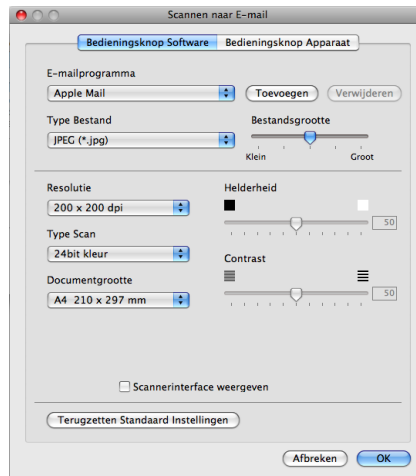 Scannen naar E-mail
Bedieningsknop Software Bedieningsknop Apparaat
E-mailprogramma
Apple Mail Toevoegen Verwijderen
Type Bestand Bestandsgrootte
JPEG (*.jpg)
Klein Groot
Resolutie Helderheid
200 x 200 dpi
50
Type Scan
24bit kleur Contrast
Documentgrootte
A4 210 x 297 mm 50
Scannerinterface weergeven
Terugzetten Standaard Instellingen
Afbreken OK